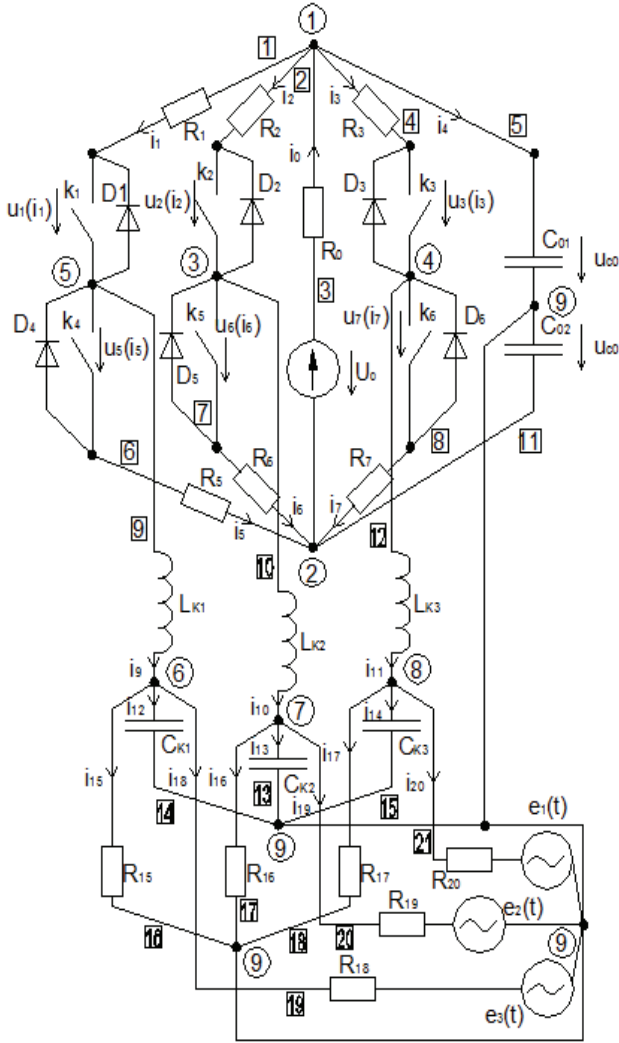 1
1
2
i1
R1
i2
R2
i3
R3
4
i4
5
i0
k1
D1
u1(i1)
k2
D2
u2(i2)
R0
D3
k3
u3(i3)
C01
uc0
5
3
3
4
9
D4
k4
u5(i5)
k5
D5
u6(i6)
U0
u7(i7)
k6
D6
C02
uc0
6
7
8
11
R5
i5
R6
i6
R7
i7
2
9
10
12
LK1
LK2
LK3
i9
6
i10
7
i11
8
i12
CK1
i13
CK2
i14
CK3
i15
i18
i16
i19
i17
i20
14
13
15
9
e1(t)
21
R20
R15
R16
R17
R19
e2(t)
17
16
18
20
9
9
R18
19
e3(t)